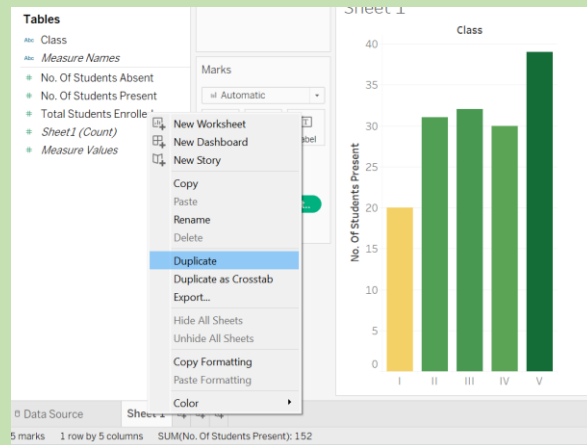 Tables
Abc Class
Abc Measure Names
# No. Of Students Absent
# No. Of Students Present
# Total Students Enrolle
# Sheet1 (Count)
# Measure Values
Marks
Automatic
abel
New Worksheet
New Dashboard
New Story
Copy
Paste
Rename
Delete
Duplicate
Duplicate as Crosstab
Export...
Hide All Sheets
Unhide All Sheets
Copy Formatting
Paste Formatting
Color
Sheet 1
Class
No. Of Students Present
40
35
30
25
20
15
10
5
0
I II III IV V
Data Source Sheet 1
5 marks 1 row by 5 columns SUM(No. Of Students Present): 152